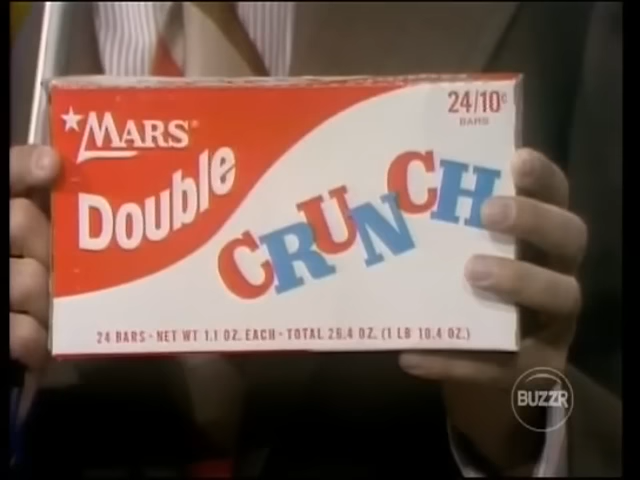 MARS®
24/10¢
BARS
Double
CRUNCH
24 BARS · NET WT 1.1 OZ. EACH · TOTAL 26.4 OZ. (1 LB 10.4 OZ.)
BUZZR